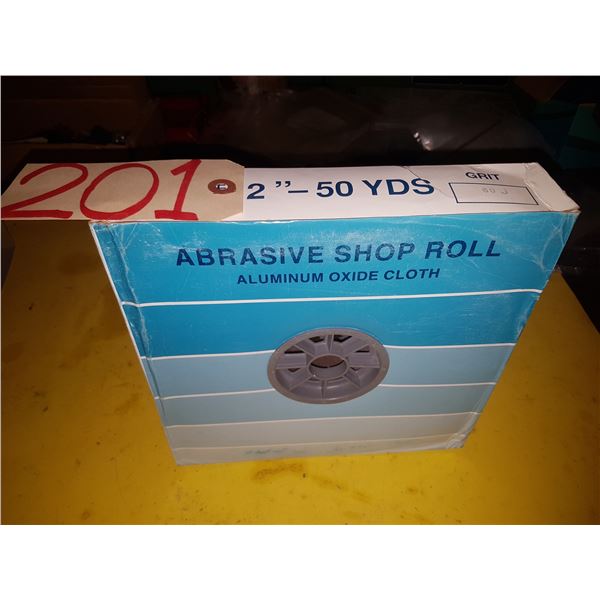 201
2"– 50 YDS
GRIT
80 J
ABRASIVE SHOP ROLL
ALUMINUM OXIDE CLOTH